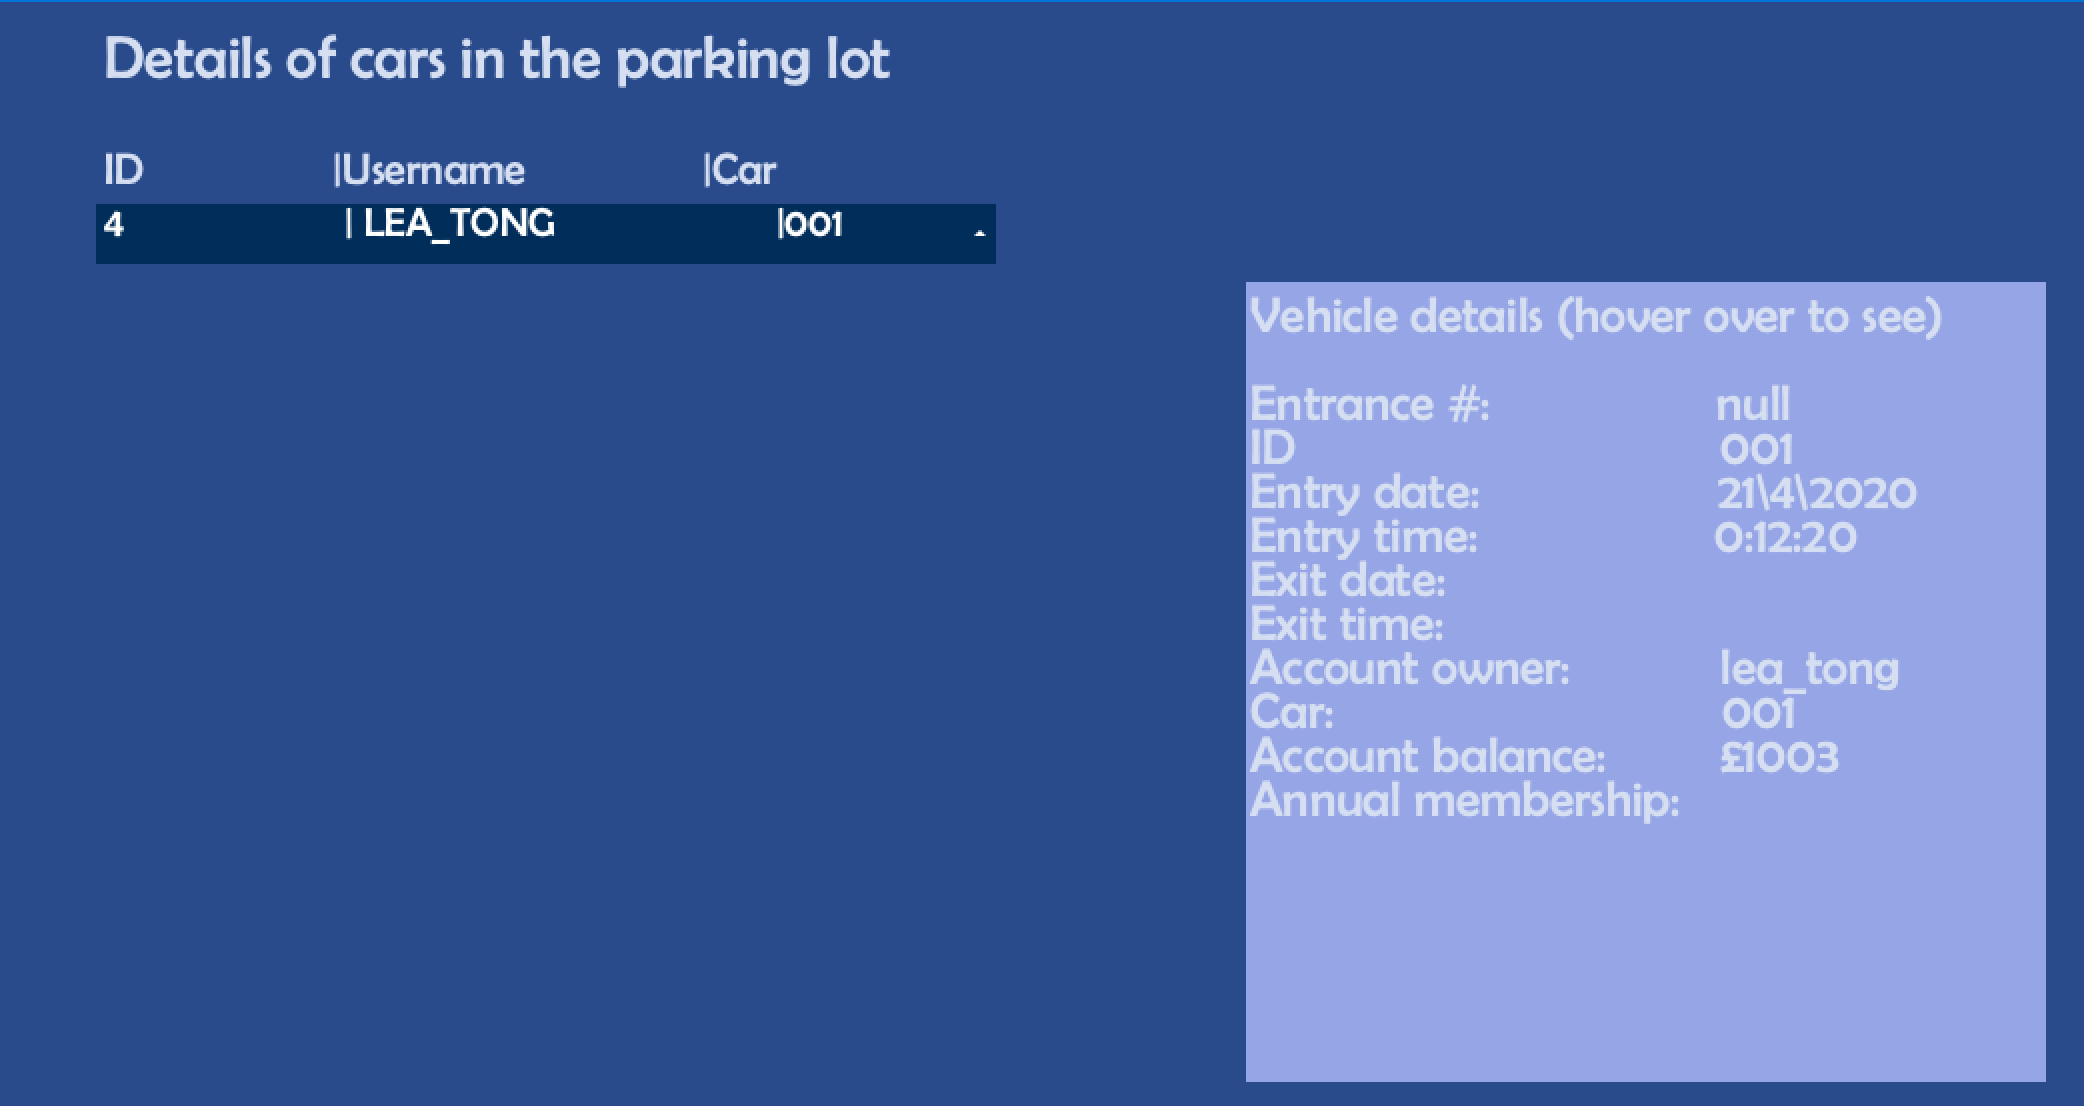 Details of cars in the parking lot
ID |Username |Car
4 | LEA_TONG |001
Vehicle details (hover over to see)
Entrance #: null
ID 001
Entry date: 21\4\2020
Entry time: 0:12:20
Exit date:
Exit time:
Account owner: lea_tong
Car: 001
Account balance: £1003
Annual membership: